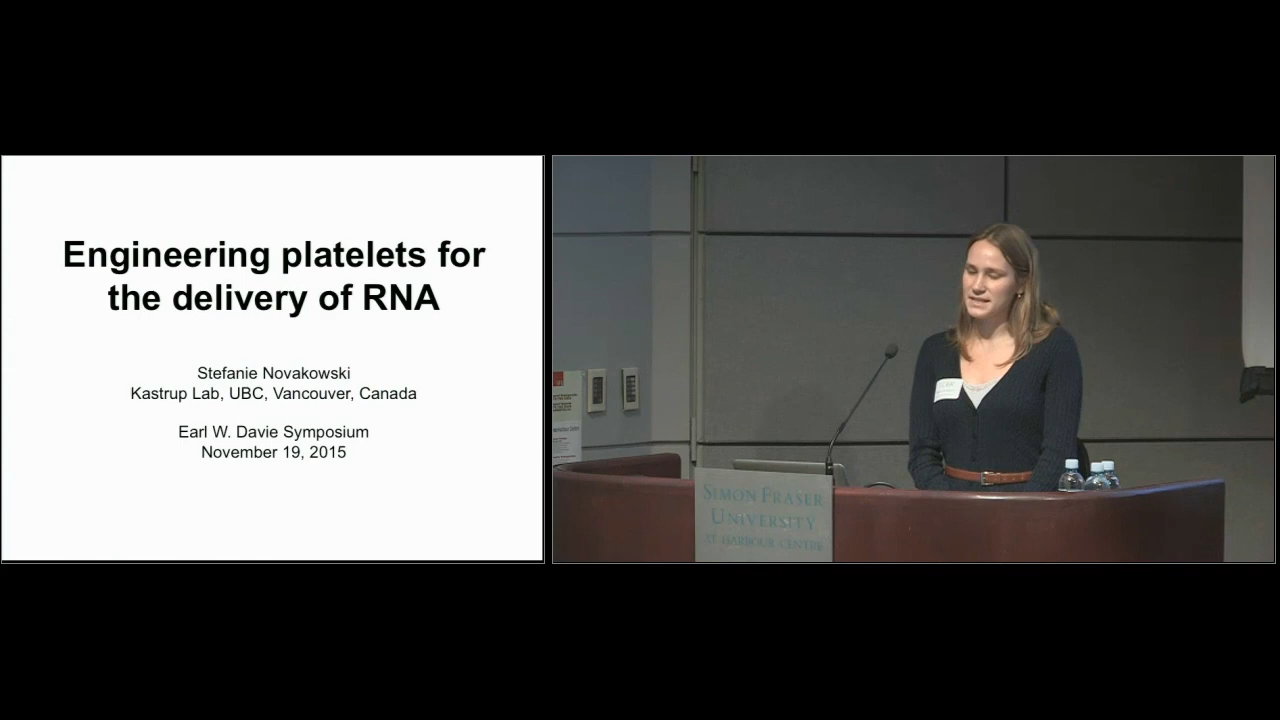 Engineering platelets for
the delivery of RNA
Stefanie Novakowski
Kastrup Lab, UBC, Vancouver, Canada
Earl W. Davie Symposium
November 19, 2015
SIMON FRASER
UNIVERSITY
AT HARBOUR CENTRE